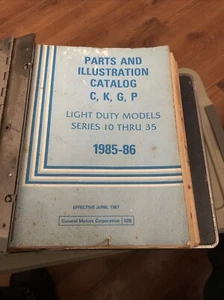 PARTS AND
ILLUSTRATION
CATALOG
C, K, G, P
LIGHT DUTY MODELS
SERIES 10 THRU 35
1985-86
EFFECTIVE JUNE, 1987
General Motors Corporation